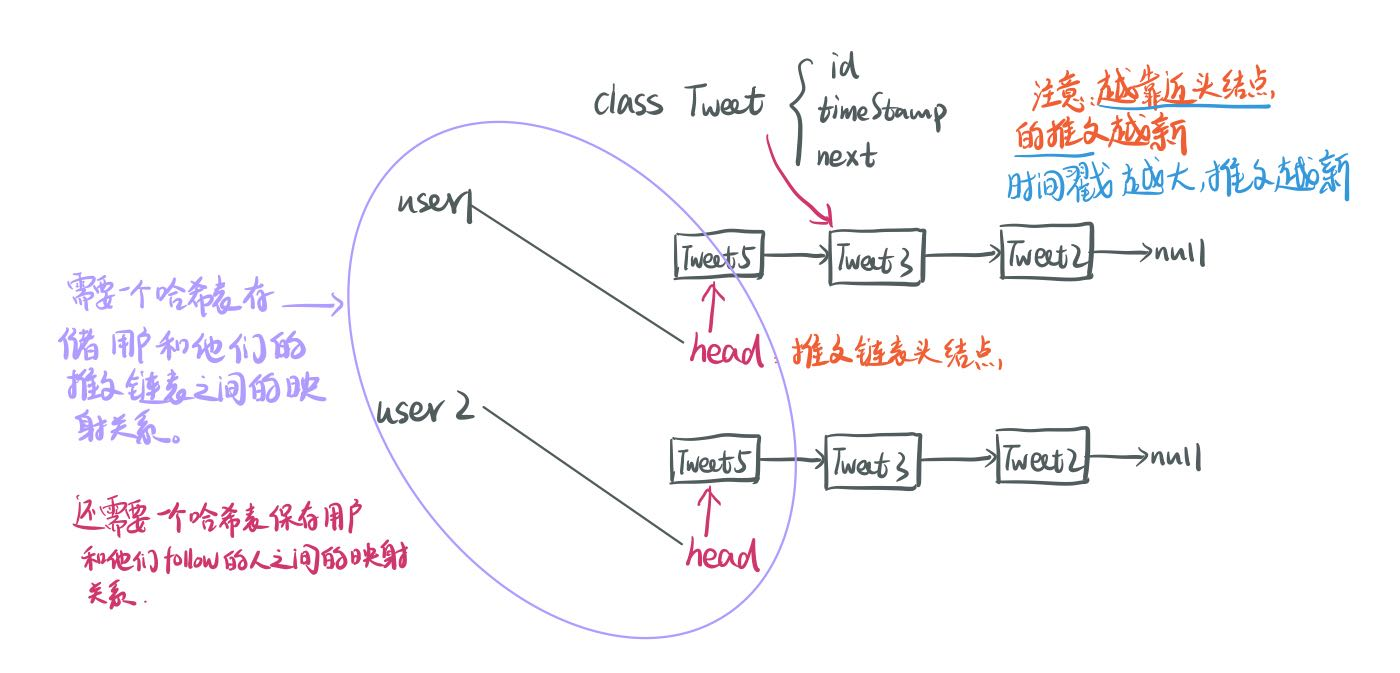 class Tweet
id
timeStamp
next
注意:越靠近头结点,
的推文越新
时间戳越大,推文越新
user1
Tweet5
Tweet3
Tweet2
null
需要一个哈希表存
储用户和他们的
推文链表之间的映
射关系。
head
: 推文链表头结点,
user 2
Tweet5
Tweet3
Tweet2
null
还需要一个哈希表保存用户
和他们follow的人之间的映射
关系.
head